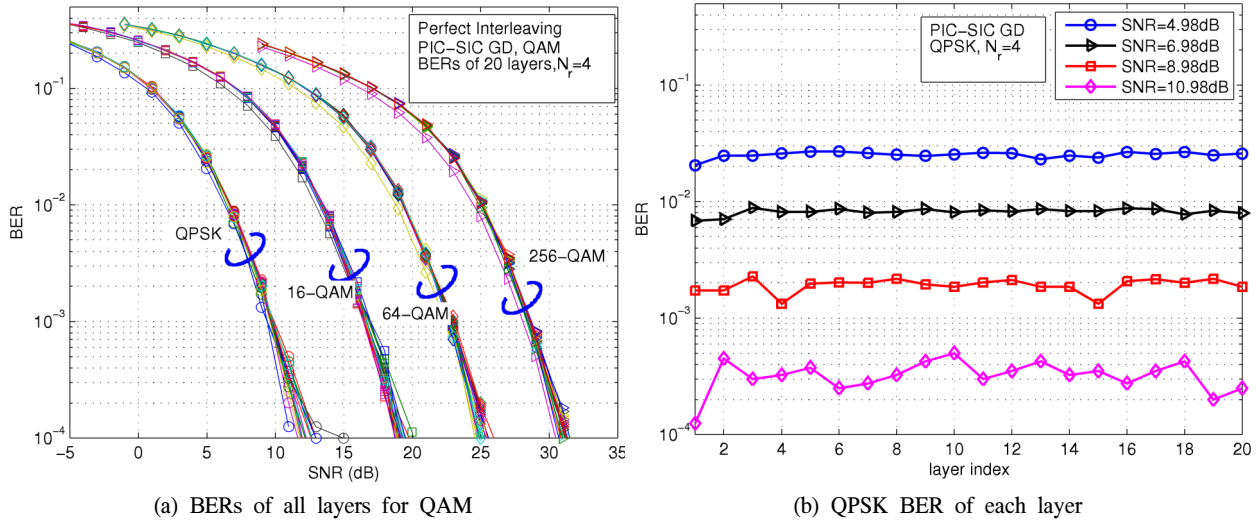 Perfect Interleaving
PIC-SIC GD, QAM
BERs of 20 layers,N_r=4
QPSK
16-QAM
64-QAM
256-QAM
BER
10^-1
10^-2
10^-3
10^-4
-5 0 5 10 15 20 25 30 35
SNR (dB)
(a) BERs of all layers for QAM
PIC-SIC GD
QPSK, N_r=4
SNR=4.98dB
SNR=6.98dB
SNR=8.98dB
SNR=10.98dB
BER
10^-1
10^-2
10^-3
10^-4
2 4 6 8 10 12 14 16 18 20
layer index
(b) QPSK BER of each layer